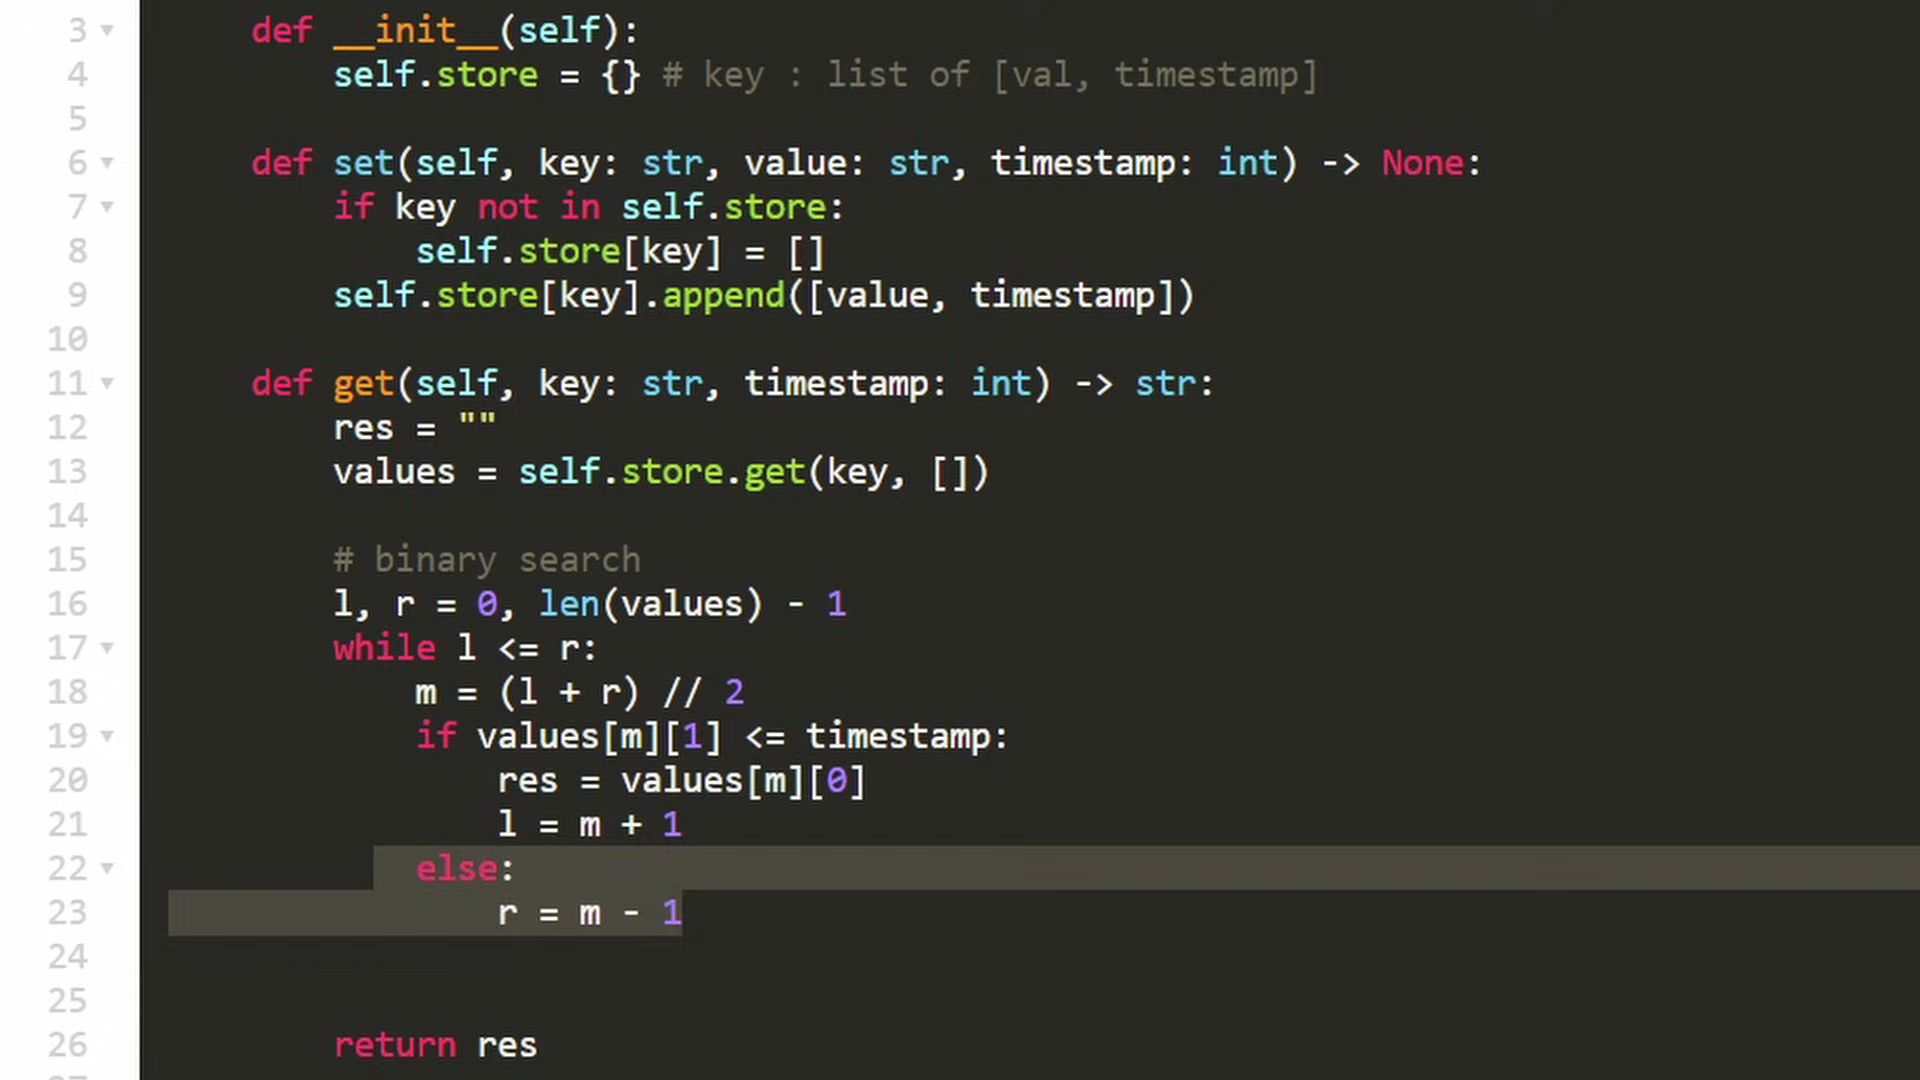 3 def __init__(self):
4 self.store = {} # key : list of [val, timestamp]
5
6 def set(self, key: str, value: str, timestamp: int) -> None:
7 if key not in self.store:
8 self.store[key] = []
9 self.store[key].append([value, timestamp])
10
11 def get(self, key: str, timestamp: int) -> str:
12 res = ""
13 values = self.store.get(key, [])
14
15 # binary search
16 l, r = 0, len(values) - 1
17 while l <= r:
18 m = (l + r) // 2
19 if values[m][1] <= timestamp:
20 res = values[m][0]
21 l = m + 1
22 else:
23 r = m - 1
24
25
26 return res